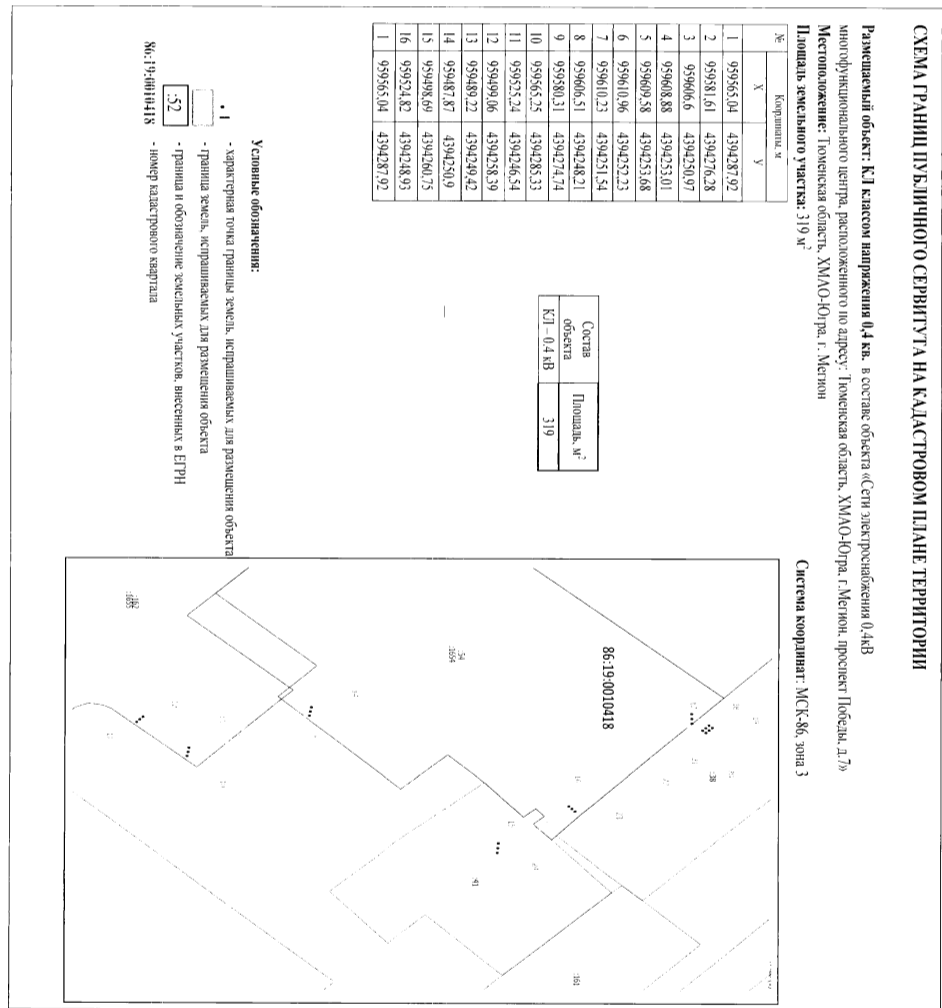 СХЕМА ГРАНИЦ ПУБЛИЧНОГО СЕРВИТУТА НА КАДАСТРОВОМ ПЛАНЕ ТЕРРИТОРИИ
Размещаемый объект: КЛ классом напряжения 0,4 кв. в составе объекта «Сети электроснабжения 0,4кВ
многофункционального центра, расположенного по адресу: Тюменская область, ХМАО-Югра, г.Мегион, проспект Победы, д.7»
Местоположение: Тюменская область, ХМАО-Югра, г. Мегион
Площадь земельного участка: 319 м²
Система координат: МСК-86, зона 3
№ Координаты, м
X Y
1 959565,04 4394287,92
2 959581,61 4394276,28
3 959606,6 4394250,97
4 959608,88 4394253,01
5 959609,58 4394253,68
6 959610,96 4394252,23
7 959610,23 4394251,54
8 959606,51 4394248,21
9 959580,31 4394274,74
10 959565,25 4394285,33
11 959525,24 4394246,54
12 959499,06 4394258,39
13 959489,22 4394249,42
14 959487,87 4394250,9
15 959498,69 4394260,75
16 959524,82 4394248,93
1 959565,04 4394287,92
Состав объекта Площадь, м²
КЛ – 0,4 кВ 319
Условные обозначения:
1 - характерная точка границы земель, испрашиваемых для размещения объекта
- граница земель, испрашиваемых для размещения объекта
:52 - граница и обозначение земельных участков, внесенных в ЕГРН
86:19:0010418 - номер кадастрового квартала
86:19:0010418
:54
:1654
:38
:41
:161